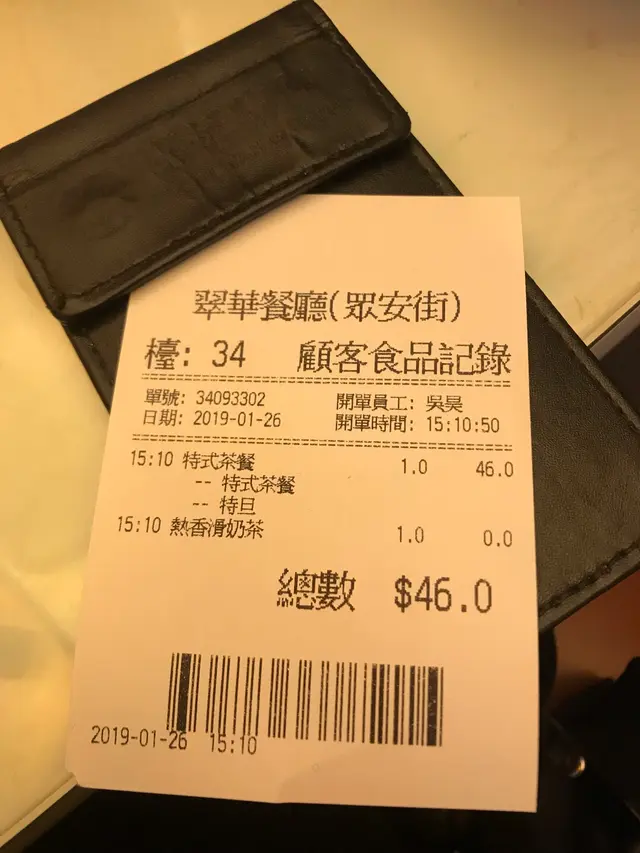 翠華餐廳(眾安街)
檯: 34 顧客食品記錄
單號: 34093302 開單員工: 吳昊
日期: 2019-01-26 開單時間: 15:10:50
15:10 特式茶餐 1.0 46.0
-- 特式茶餐
-- 特旦
15:10 熱香滑奶茶 1.0 0.0
總數 $46.0
2019-01-26 15:10